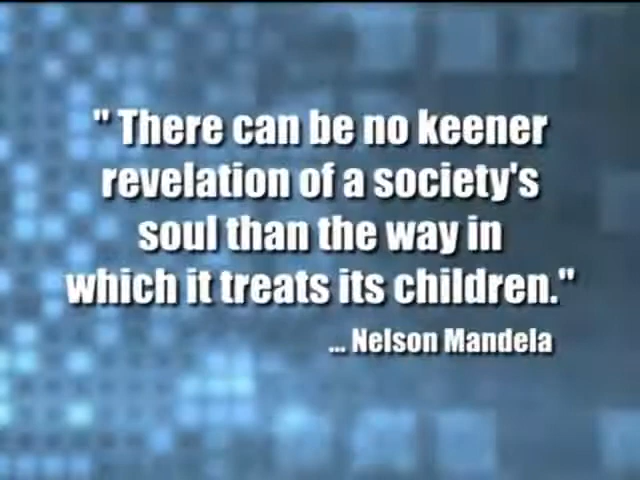 " There can be no keener
revelation of a society's
soul than the way in
which it treats its children."
... Nelson Mandela